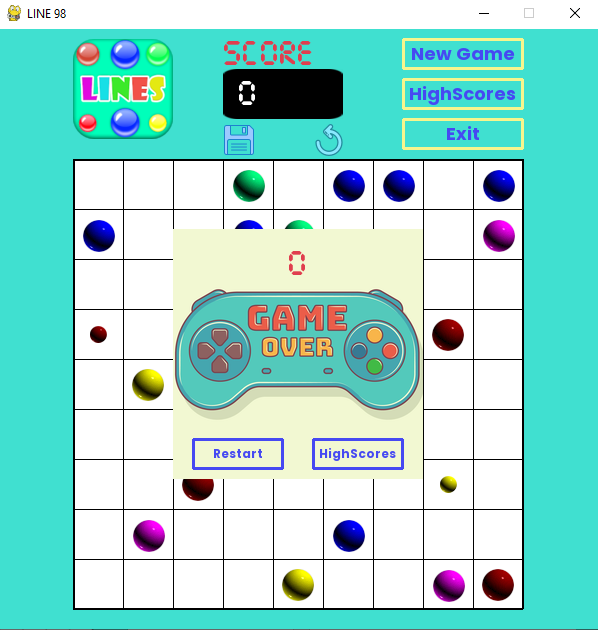 LINE 98
SCORE
0
LINES
New Game
HighScores
Exit
0
GAME
OVER
Restart
HighScores